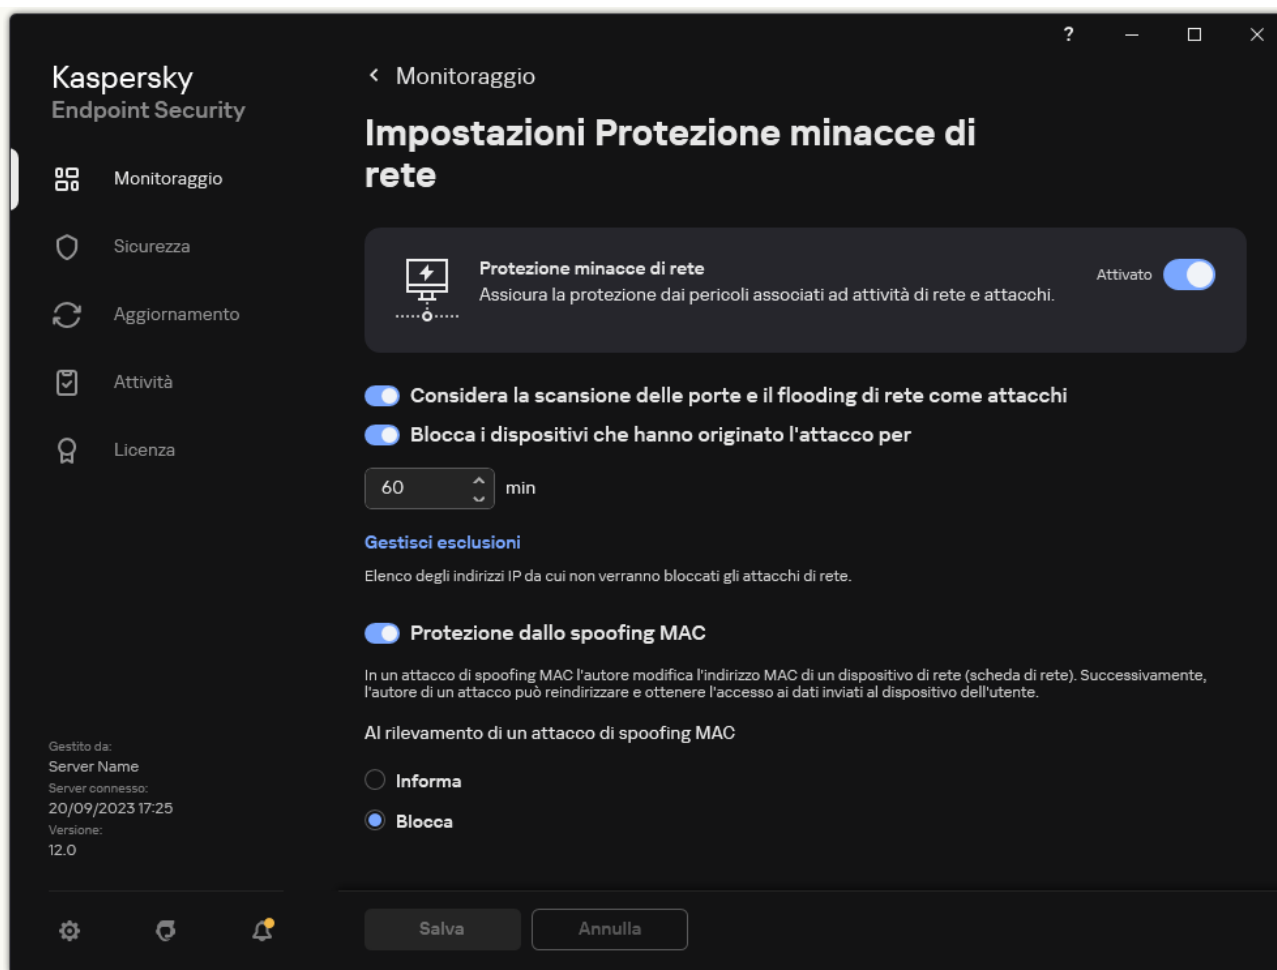 ?
Kaspersky
Endpoint Security
Monitoraggio
Sicurezza
Aggiornamento
Attività
Licenza
Gestito da:
Server Name
Server connesso:
20/09/2023 17:25
Versione:
12.0
Monitoraggio
Impostazioni Protezione minacce di
rete
Protezione minacce di rete
Assicura la protezione dai pericoli associati ad attività di rete e attacchi.
Attivato
Considera la scansione delle porte e il flooding di rete come attacchi
Blocca i dispositivi che hanno originato l'attacco per
60 min
Gestisci esclusioni
Elenco degli indirizzi IP da cui non verranno bloccati gli attacchi di rete.
Protezione dallo spoofing MAC
In un attacco di spoofing MAC l'autore modifica l'indirizzo MAC di un dispositivo di rete (scheda di rete). Successivamente,
l'autore di un attacco può reindirizzare e ottenere l'accesso ai dati inviati al dispositivo dell'utente.
Al rilevamento di un attacco di spoofing MAC
Informa
Blocca
Salva Annulla